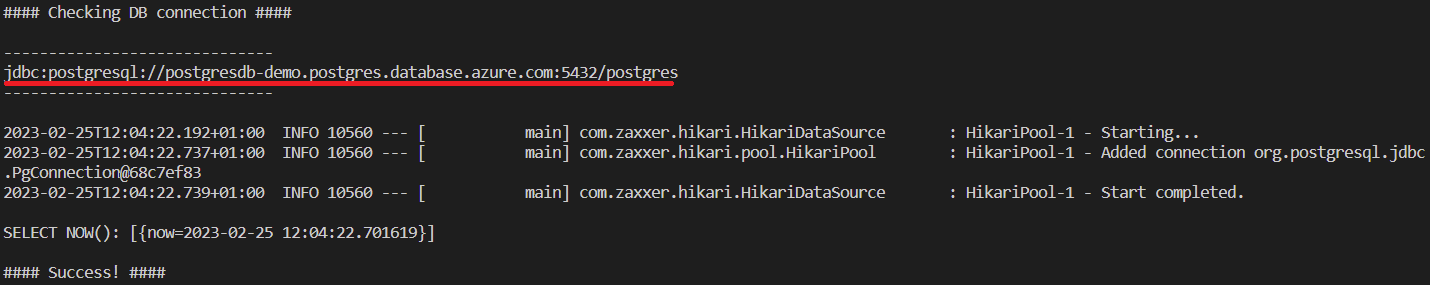 #### Checking DB connection ####
------------------------------
jdbc:postgresql://postgresdb-demo.postgres.database.azure.com:5432/postgres
------------------------------
2023-02-25T12:04:22.192+01:00  INFO 10560 --- [           main] com.zaxxer.hikari.HikariDataSource       : HikariPool-1 - Starting...
2023-02-25T12:04:22.737+01:00  INFO 10560 --- [           main] com.zaxxer.hikari.pool.HikariPool        : HikariPool-1 - Added connection org.postgresql.jdbc
.PgConnection@68c7ef83
2023-02-25T12:04:22.739+01:00  INFO 10560 --- [           main] com.zaxxer.hikari.HikariDataSource       : HikariPool-1 - Start completed.
SELECT NOW(): [{now=2023-02-25 12:04:22.701619}]
#### Success! ####